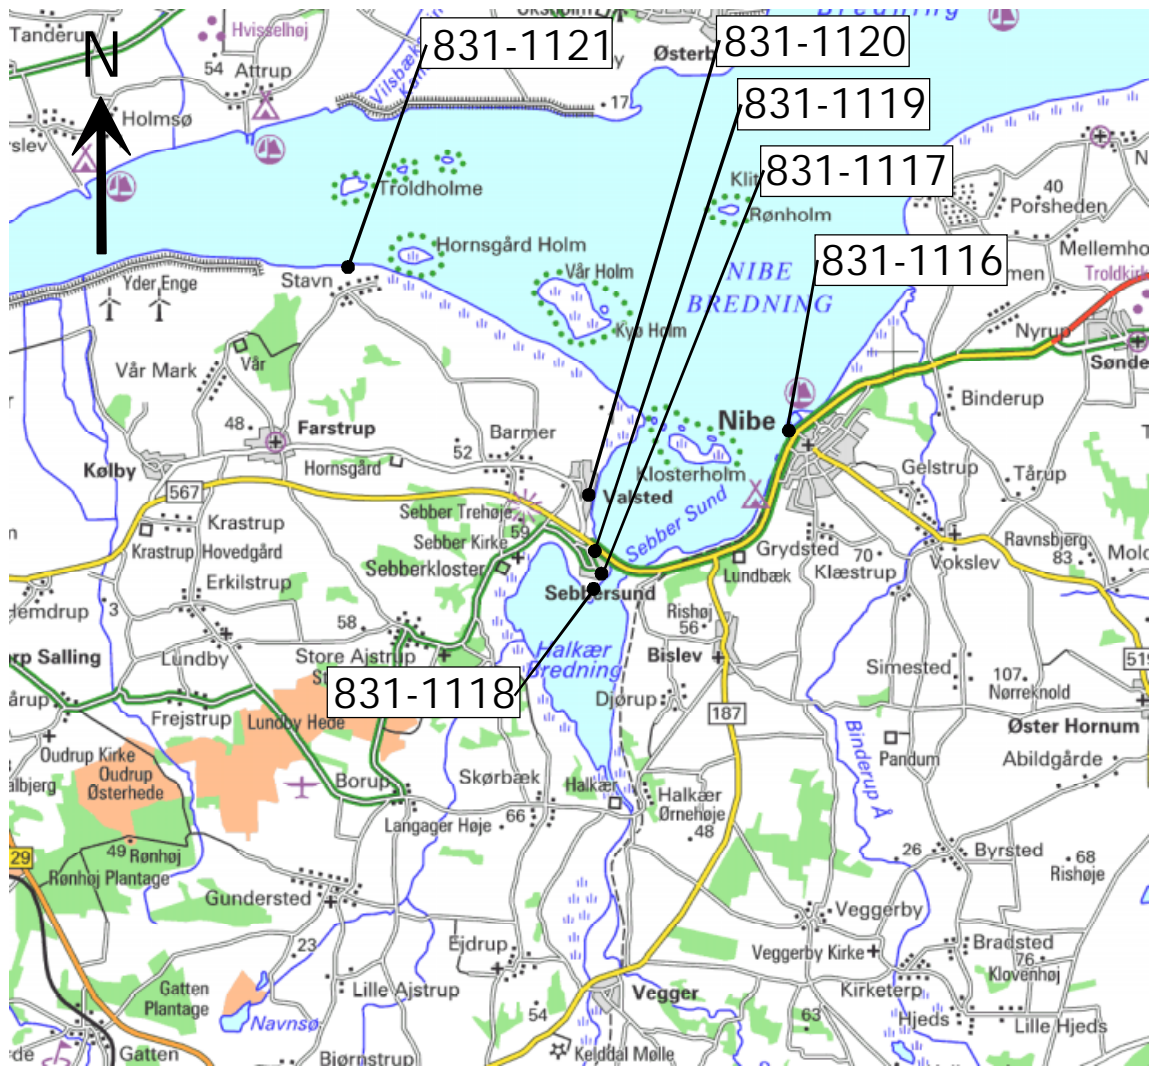 Tanderup
Hvisselhøj
54
Attrup
Holmsø
rslev
N
831-1121
831-1120
831-1119
831-1117
831-1116
831-1118
Bredning
Østerb
17
Troldholme
Klit
Rønholm
40
Porsheden
Mellemho
Troldkirk
Hornsgård Holm
Vår Holm
Kyø Holm
NIBE
BREDNING
Nyrup
Sønde
Yder Enge
Stavn
Vår Mark
Vår
48
Farstrup
Barmer
52
Hornsgård
Kølby
567
Nibe
Klosterholm
Valsted
Binderup
Gelstrup
Tårup
Krastrup
Krastrup Hovedgård
Sebber Trehøje
59
Sebber Kirke
Sebberkloster
Sebber Sund
Sebbersund
Grydsted
Lundbæk
70
Klæstrup
Vokslev
Ravnsbjerg
83
Erkilstrup
3
58
Lundby
Store Ajstrup
St
Halkær
Bredning
Rishøj
56
Bislev
Djørup
187
Simested
107
Nørreknold
519
Øster Hornum
Abildgårde
Pandum
Binderup Å
Frejstrup
Lundby Hede
Oudrup Kirke
Oudrup
Østerhede
Borup
Skørbæk
Halkær
Halkær
Ørnehøje
48
Langager Høje
66
29
49
Rønhøj
Rønhøj Plantage
Gundersted
26
Byrsted
68
Rishøje
23
Ejdrup
Veggerby
Veggerby Kirke
Bradsted
76
Klovenhøj
Gatten
Plantage
Lille Ajstrup
Navnsø
54
Vegger
Kirketerp
63
Hjeds
Lille Hjeds
Gatten
Bjørnstrup
Kelddal Mølle